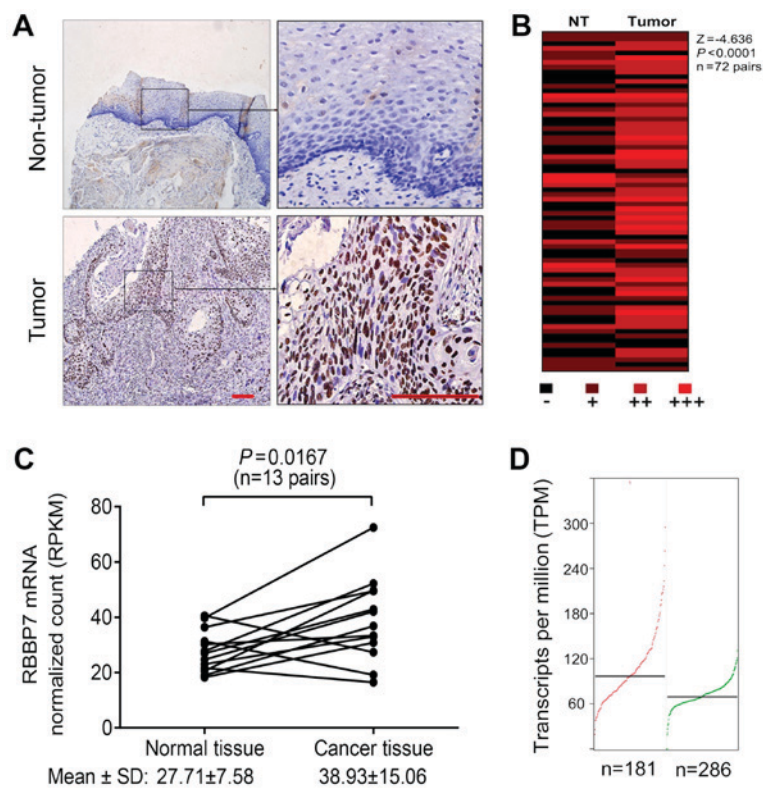 A
Non-tumor
Tumor
B
NT Tumor
Z=-4.636
P<0.0001
n=72 pairs
- + ++ +++
C
P=0.0167
(n=13 pairs)
RBBP7 mRNA
normalized count (RPKM)
80
60
40
20
0
Normal tissue Cancer tissue
Mean ± SD: 27.71±7.58 38.93±15.06
D
Transcripts per million (TPM)
300
240
180
120
60
n=181 n=286